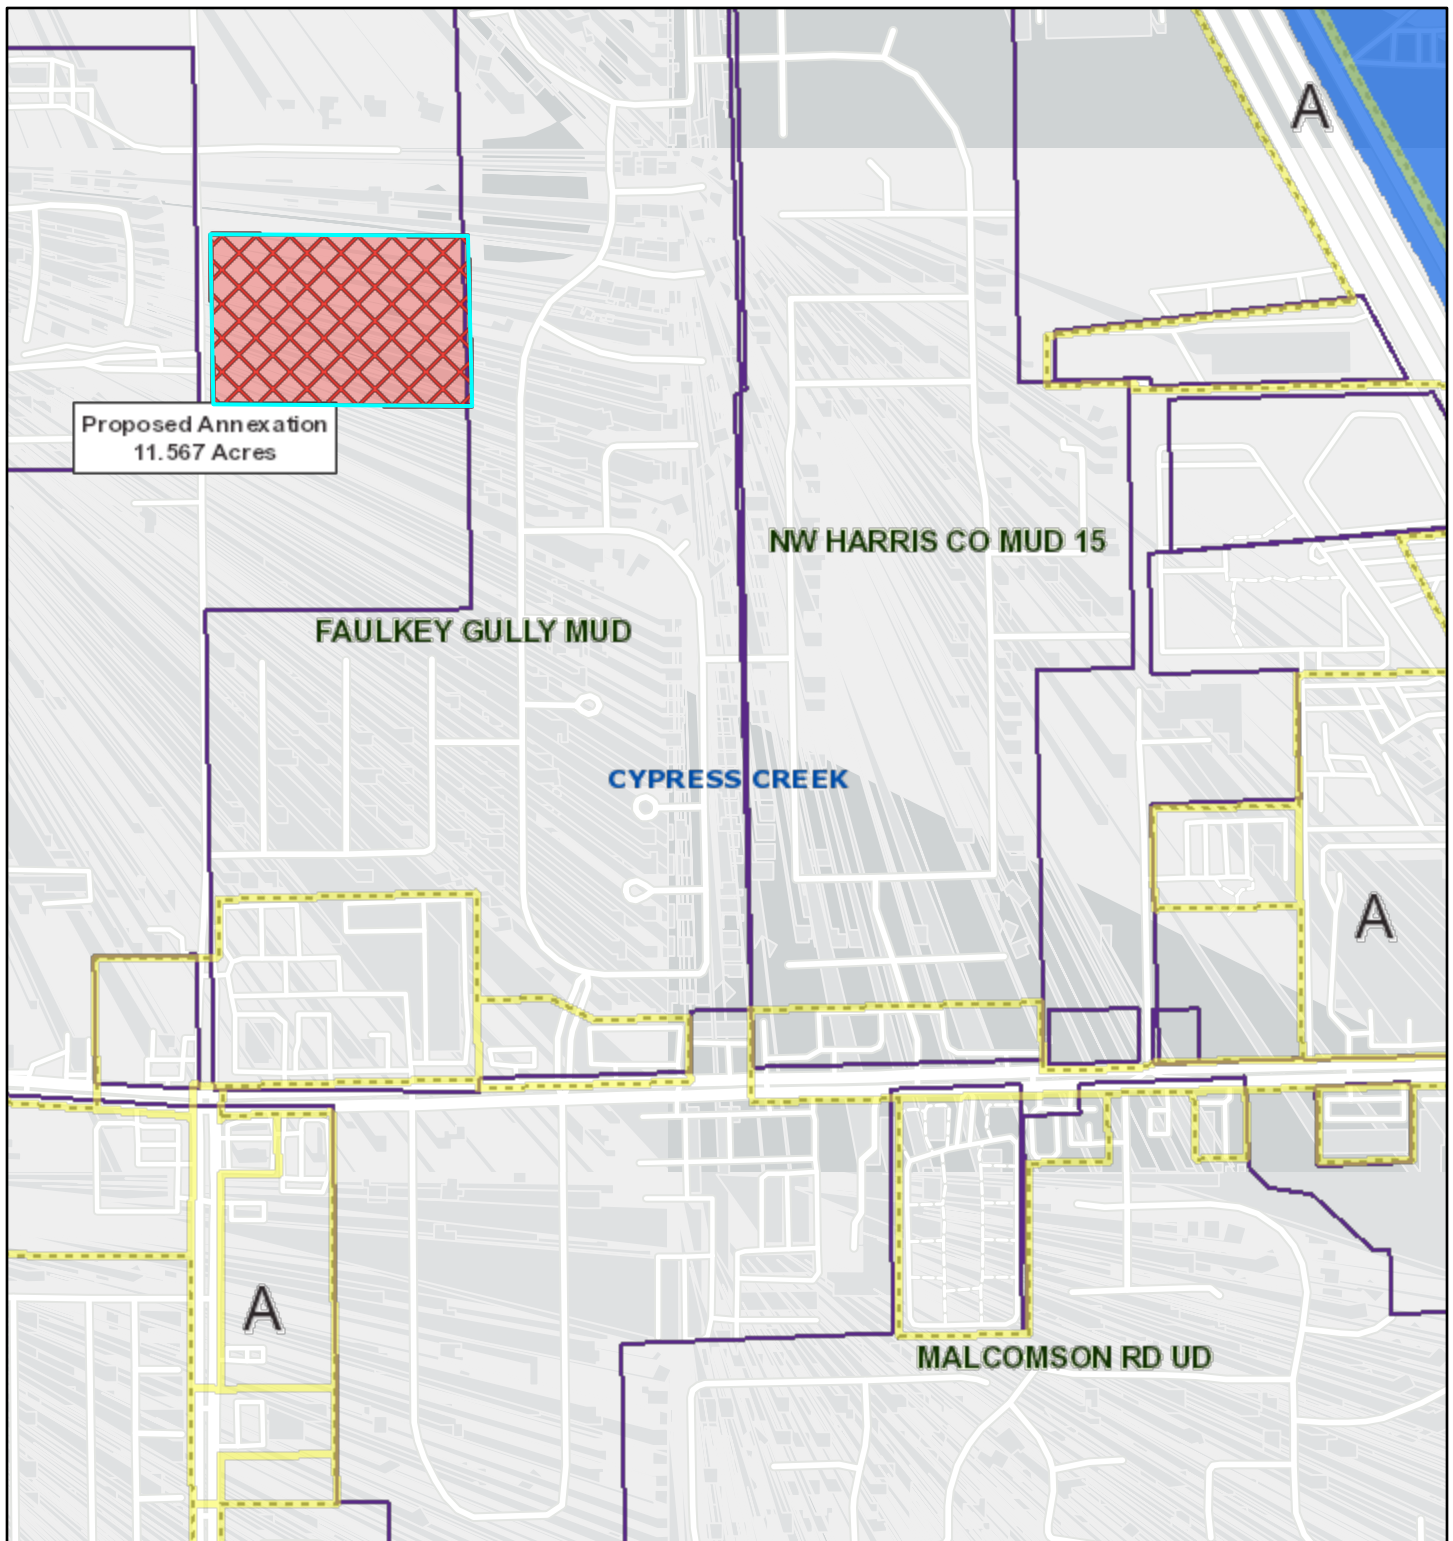 A
Proposed Annexation
11.567 Acres
NW HARRIS CO MUD 15
FAULKEY GULLY MUD
CYPRESS CREEK
A
A
MALCOMSON RD UD